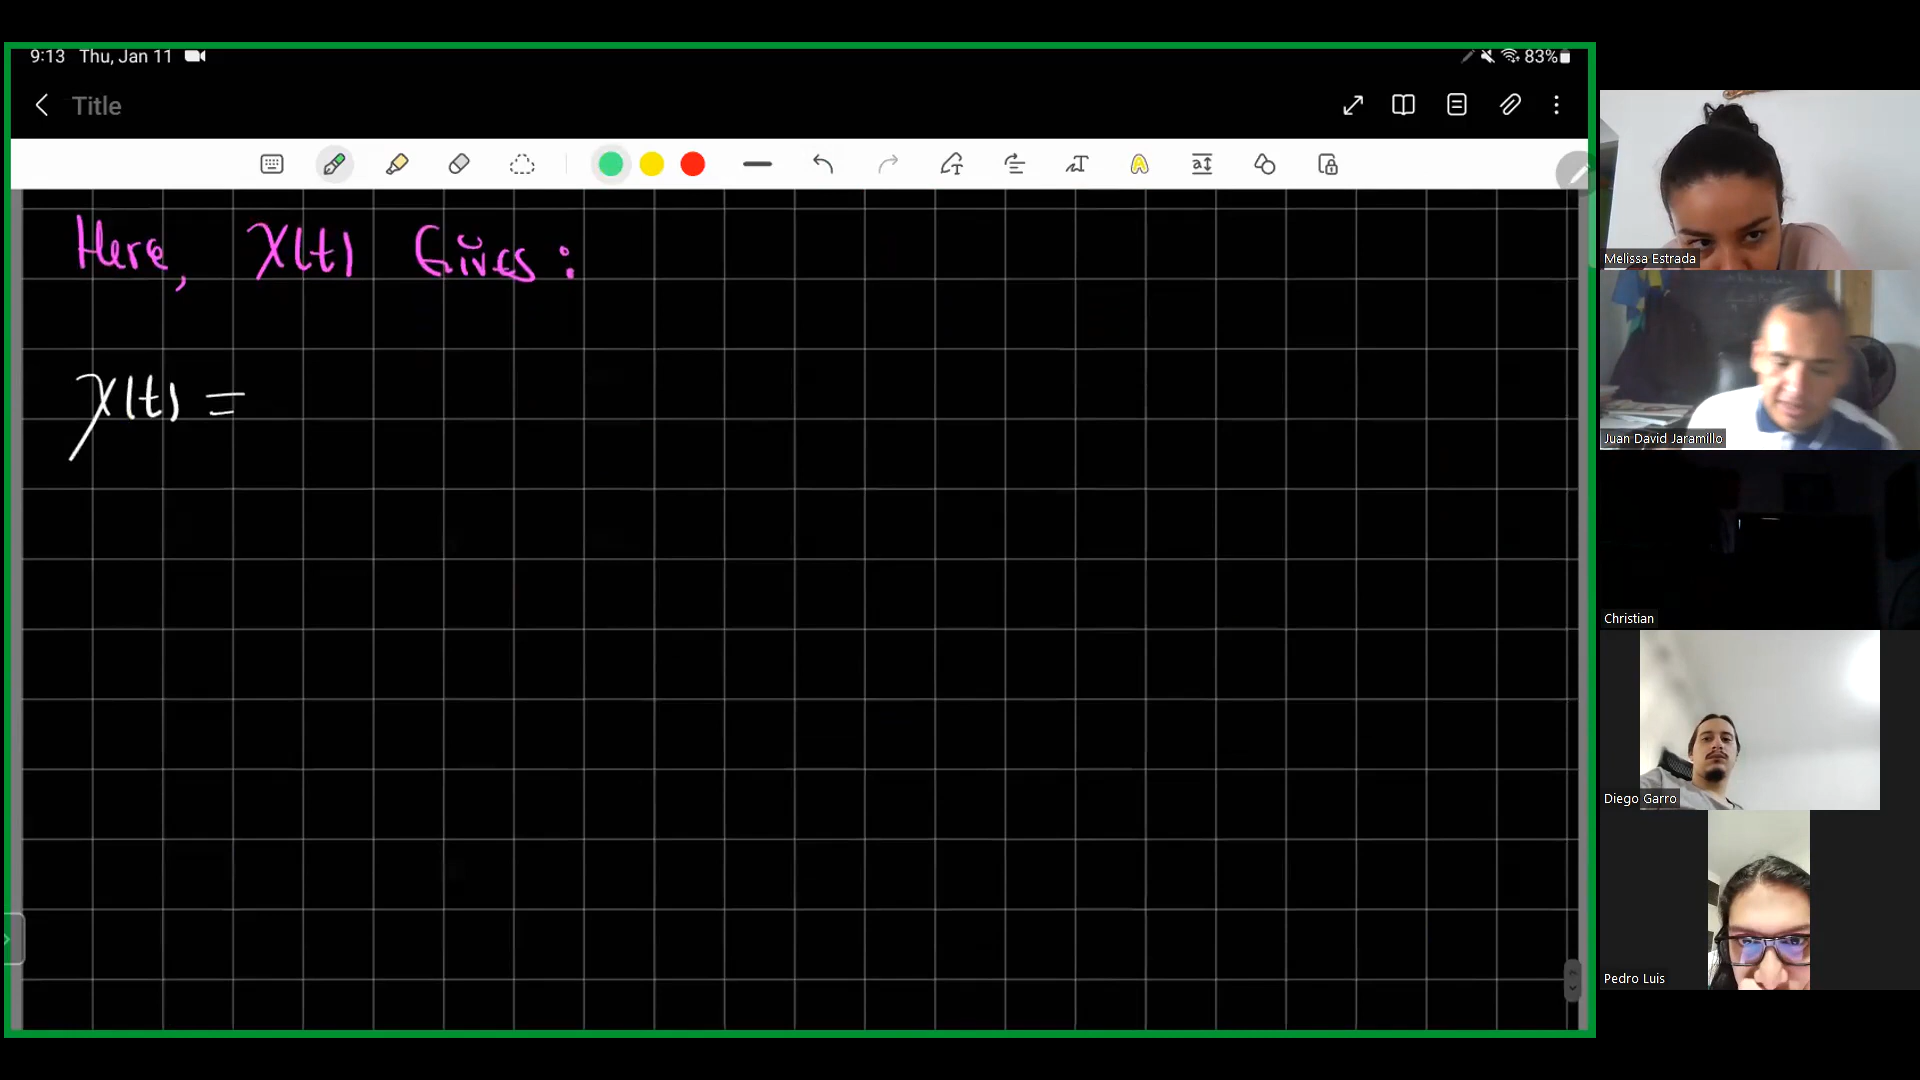 9:13 Thu, Jan 11 83%
Title
Here, X(t) Gives:
X(t) =
Melissa Estrada
Juan David Jaramillo
Christian
Diego Garro
Pedro Luis